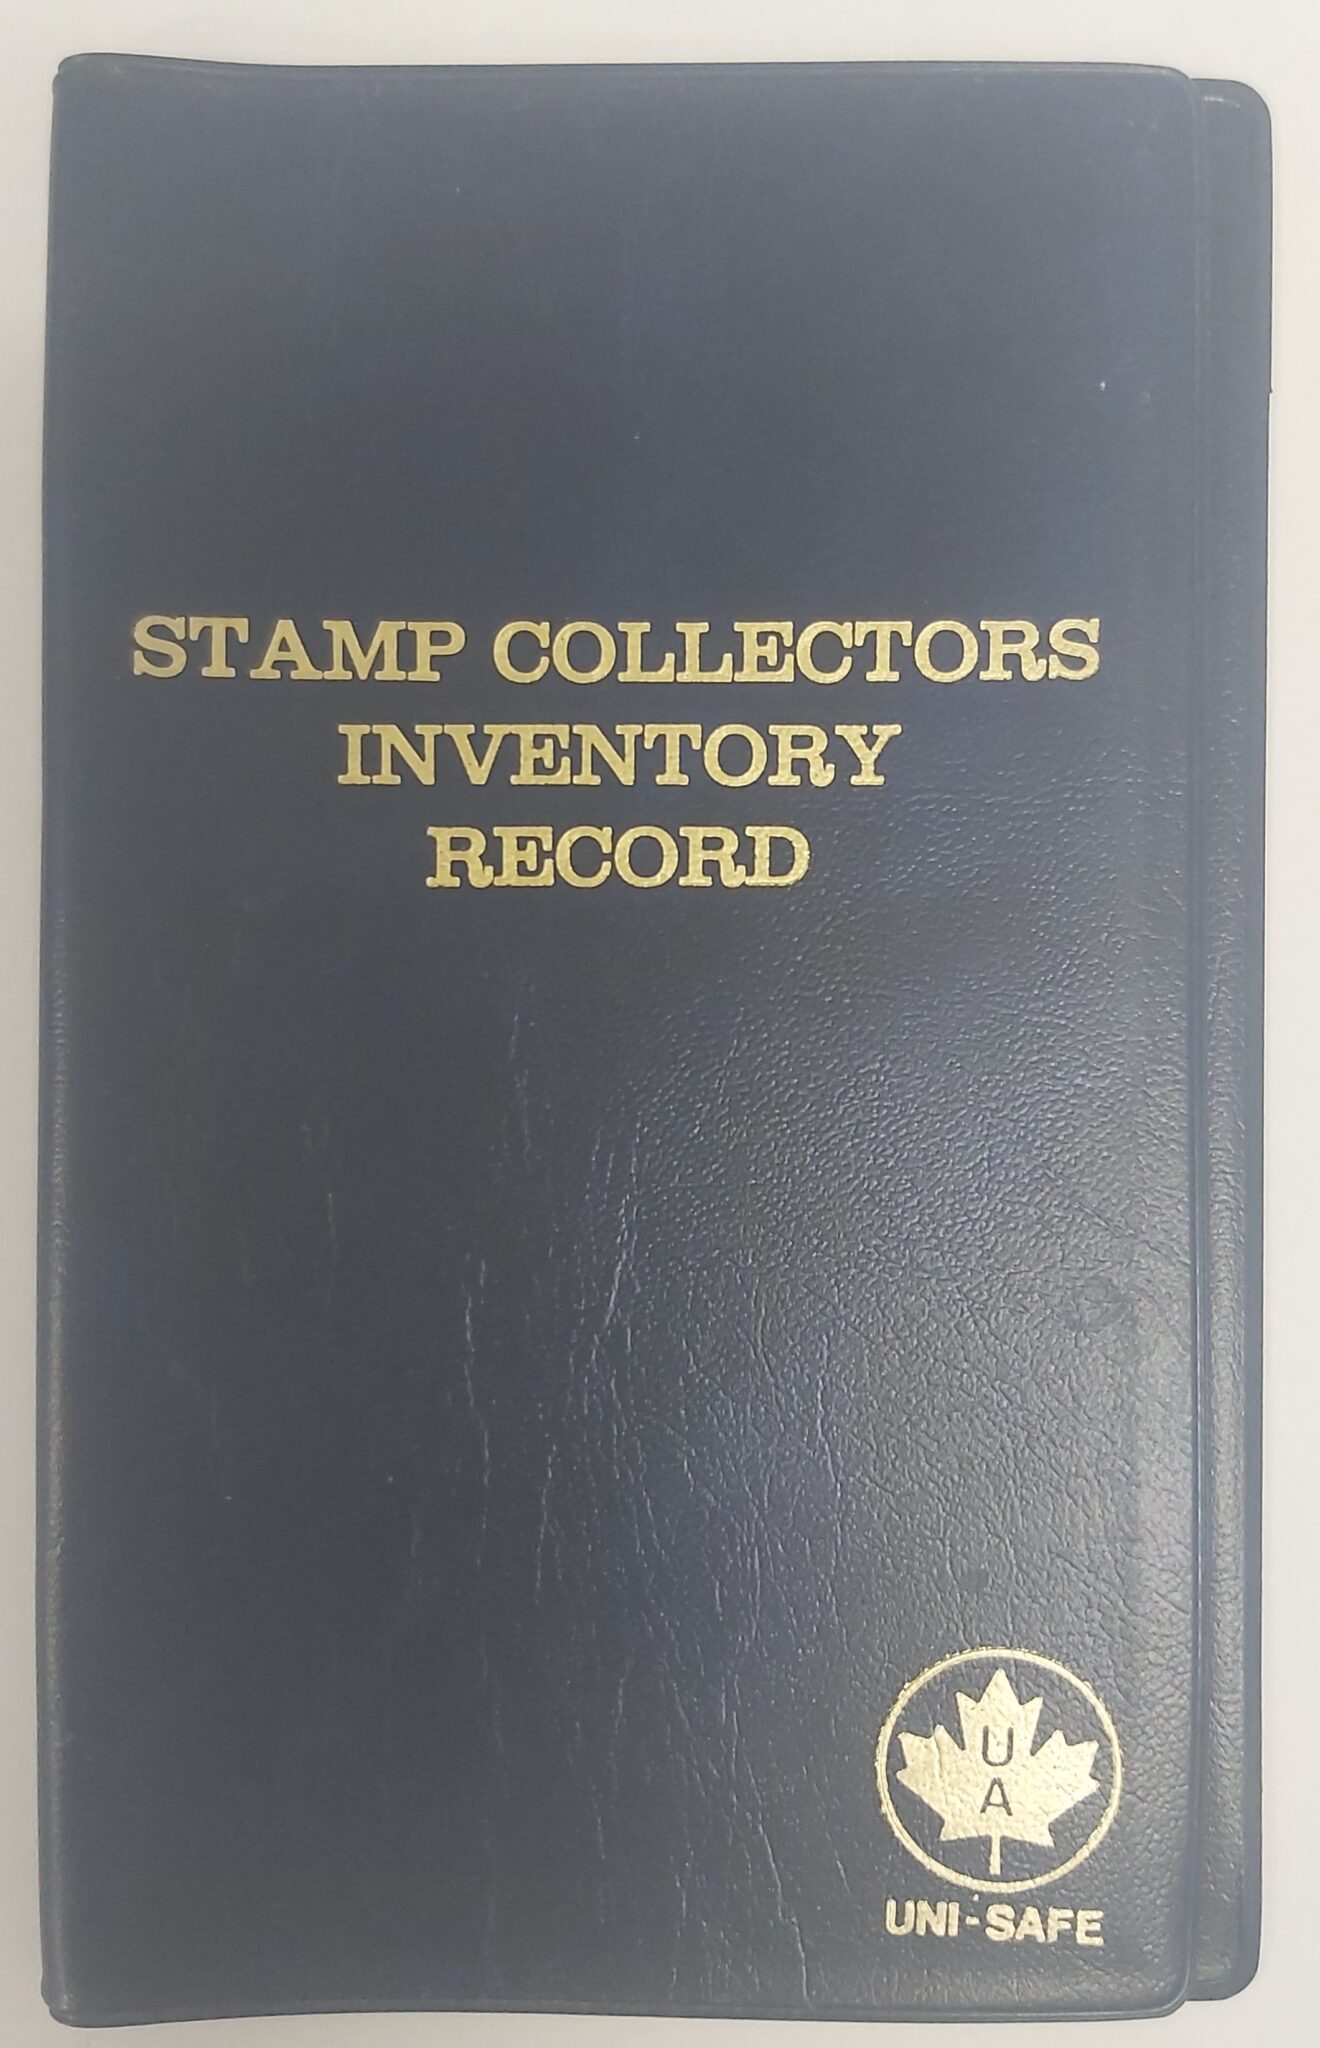 STAMP COLLECTORS
INVENTORY
RECORD
U
A
UNI-SAFE